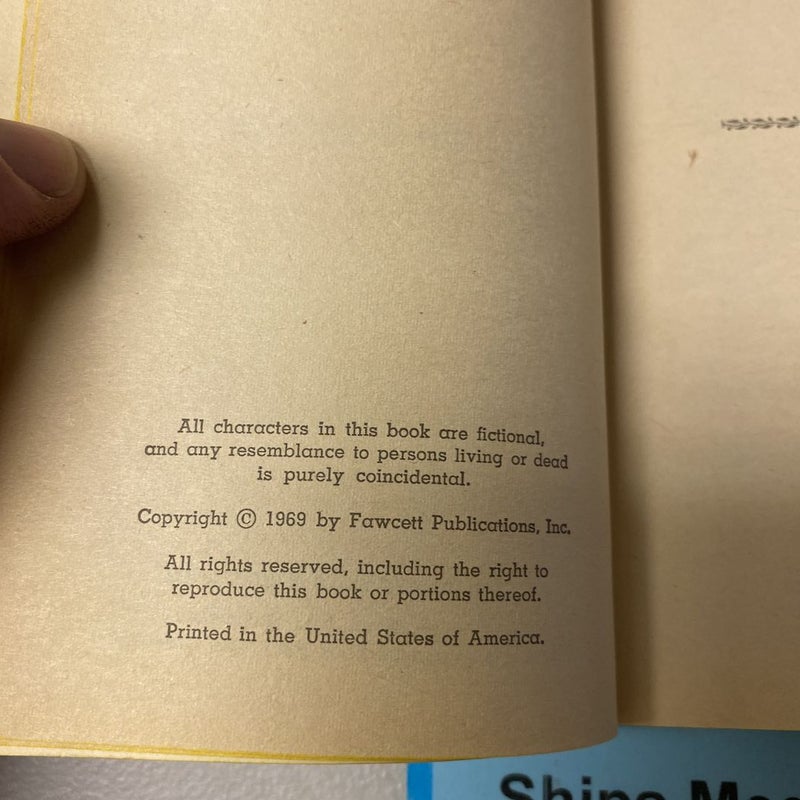 All characters in this book are fictional,
and any resemblance to persons living or dead
is purely coincidental.
Copyright © 1969 by Fawcett Publications, Inc.
All rights reserved, including the right to
reproduce this book or portions thereof.
Printed in the United States of America.
Ships